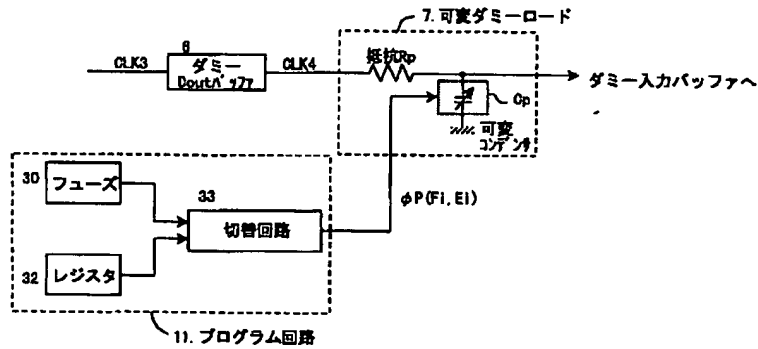 7. 可変ダミーロード
6
CLK3
ダミー
Doutバッファ
CLK4
抵抗Rp
ダミー入力バッファへ
Cp
可変
コンデンサ
30
フューズ
33
切替回路
φP(Fi, Ei)
32
レジスタ
11. プログラム回路